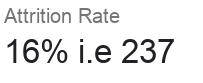 Attrition Rate
16% i.e 237